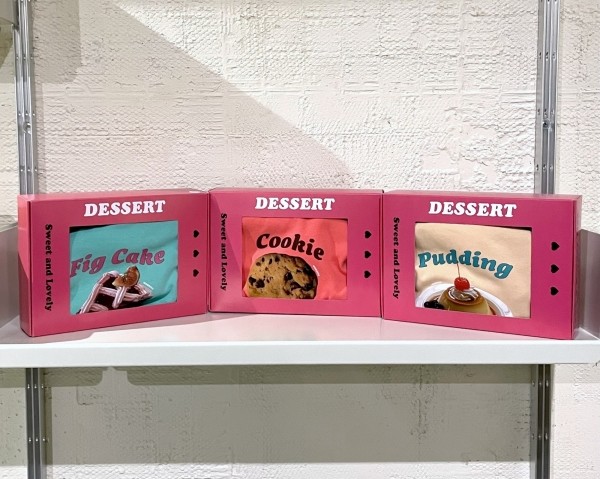 DESSERT
Sweet and Lovely
Fig Cake
DESSERT
Sweet and Lovely
Cookie
DESSERT
Sweet and Lovely
Pudding